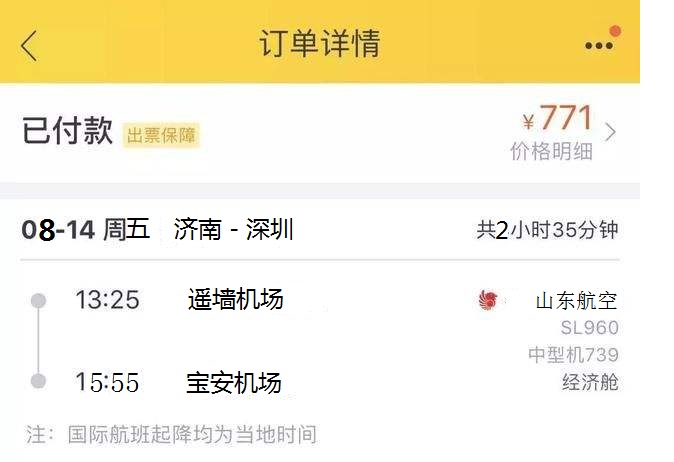 订单详情
已付款 出票保障 ¥771
价格明细
08-14 周五 济南 - 深圳 共2小时35分钟
13:25 遥墙机场 山东航空
SL960
中型机739
15:55 宝安机场 经济舱
注：国际航班起降均为当地时间